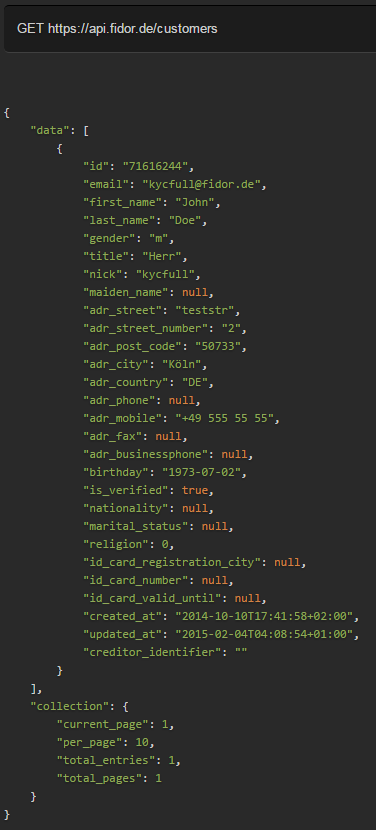 GET https://api.fidor.de/customers
{
"data": [
{
"id": "71616244",
"email": "kycfull@fidor.de",
"first_name": "John",
"last_name": "Doe",
"gender": "m",
"title": "Herr",
"nick": "kycfull",
"maiden_name": null,
"adr_street": "teststr",
"adr_street_number": "2",
"adr_post_code": "50733",
"adr_city": "Köln",
"adr_country": "DE",
"adr_phone": null,
"adr_mobile": "+49 555 55 55",
"adr_fax": null,
"adr_businessphone": null,
"birthday": "1973-07-02",
"is_verified": true,
"nationality": null,
"marital_status": null,
"religion": 0,
"id_card_registration_city": null,
"id_card_number": null,
"id_card_valid_until": null,
"created_at": "2014-10-10T17:41:58+02:00",
"updated_at": "2015-02-04T04:08:54+01:00",
"creditor_identifier": ""
}
],
"collection": {
"current_page": 1,
"per_page": 10,
"total_entries": 1,
"total_pages": 1
}
}